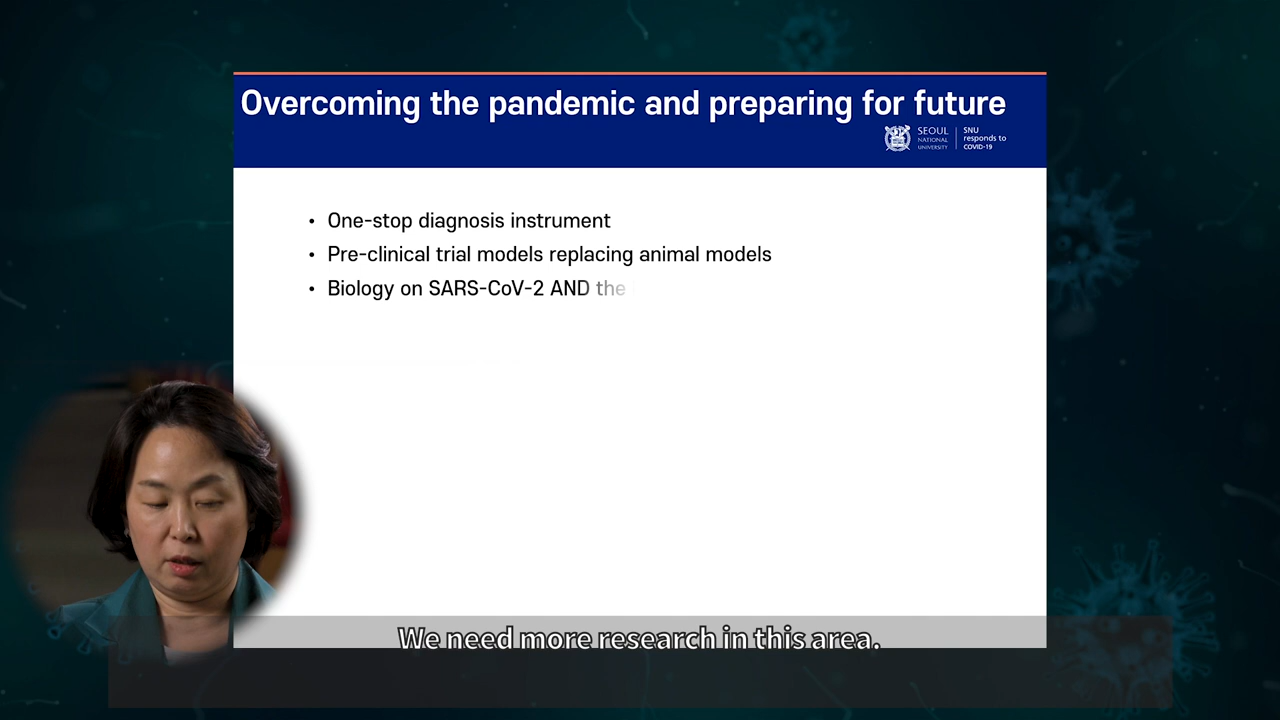 Overcoming the pandemic and preparing for future
SEOUL
NATIONAL
UNIVERSITY
SNU
responds to
COVID-19
• One-stop diagnosis instrument
• Pre-clinical trial models replacing animal models
• Biology on SARS-CoV-2 AND the
We need more research in this area.